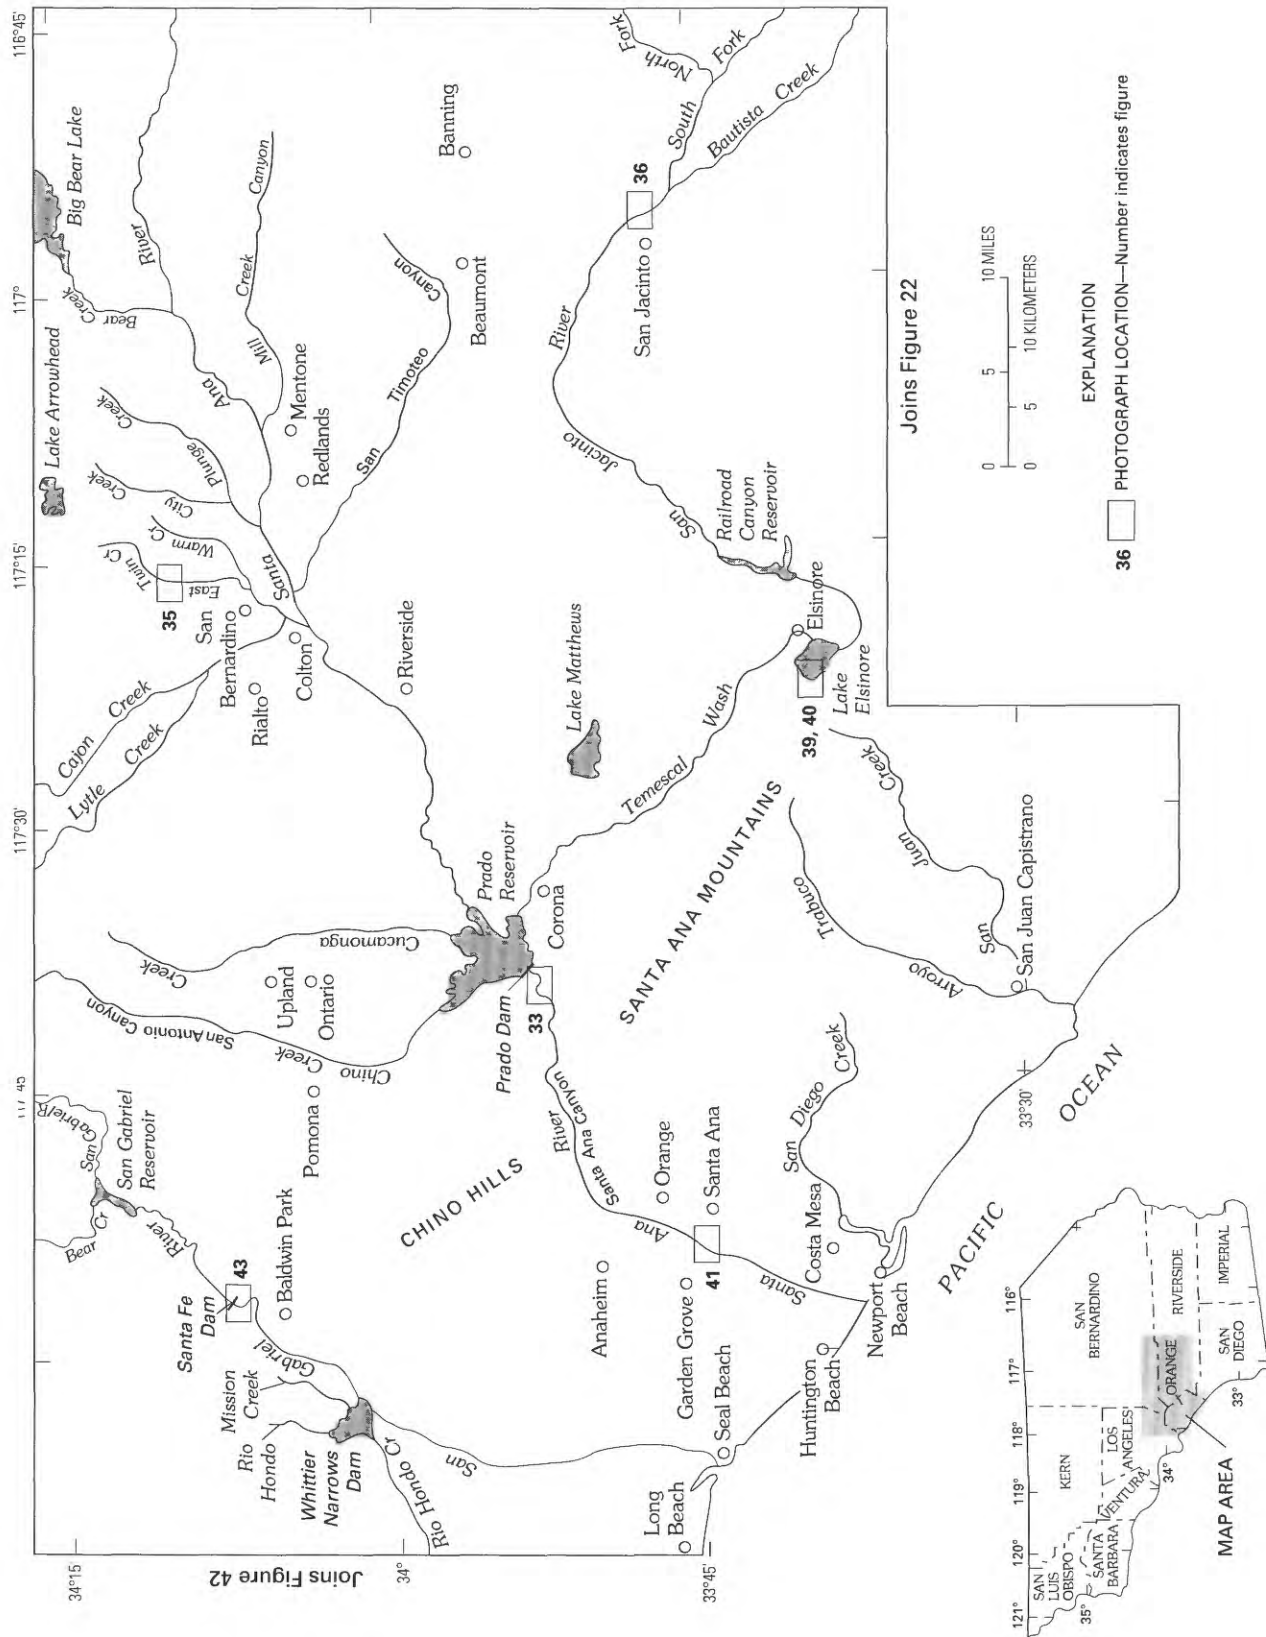 116°45'
117°
117°15'
117°30'
117 45
34°15'
34°
33°45'
33°30'
Joins Figure 42
Joins Figure 22
Big Bear Lake
Lake Arrowhead
River
Ana
Santa
Bear
Creek
Mill
Creek
Canyon
Plunge
Creek
City
Creek
Warm Cr
East
Twin Cr
35
San
Bernardino
Rialto
Colton
Redlands
Mentone
San
Timoteo
Canyon
Beaumont
Banning
Cajon
Creek
Lytle
Creek
Riverside
Lake Matthews
Prado
Reservoir
Prado Dam
33
Corona
Cucamonga
Creek
Upland
Ontario
San Antonio Canyon
Chino
Creek
Pomona
CHINO HILLS
San
Gabriel R
San Gabriel
Reservoir
Bear
Cr
River
43
Santa Fe
Dam
Baldwin Park
Gabriel
Mission
Creek
Rio
Hondo
Whittier
Narrows
Dam
Rio Hondo Cr
San
Long
Beach
Seal Beach
Garden Grove
Anaheim
River
Santa Ana Canyon
Ana
Santa
Orange
Santa Ana
41
Huntington
Beach
Costa Mesa
Newport
Beach
San
Diego
Creek
SANTA ANA MOUNTAINS
Temescal
Wash
Elsinore
Lake
Elsinore
39, 40
Railroad
Canyon
Reservoir
San
Jacinto
River
San Jacinto
36
North
Fork
South
Fork
Bautista
Creek
Arroyo
Trabuco
San
Juan
Creek
San Juan Capistrano
PACIFIC
OCEAN
0 5 10 MILES
0 5 10 KILOMETERS
EXPLANATION
36 PHOTOGRAPH LOCATION—Number indicates figure
121°
120°
119°
118°
117°
116°
35°
34°
33°
SAN
LUIS
OBISPO
KERN
SANTA
BARBARA
VENTURA
LOS
ANGELES
SAN
BERNARDINO
ORANGE
RIVERSIDE
SAN
DIEGO
IMPERIAL
MAP AREA